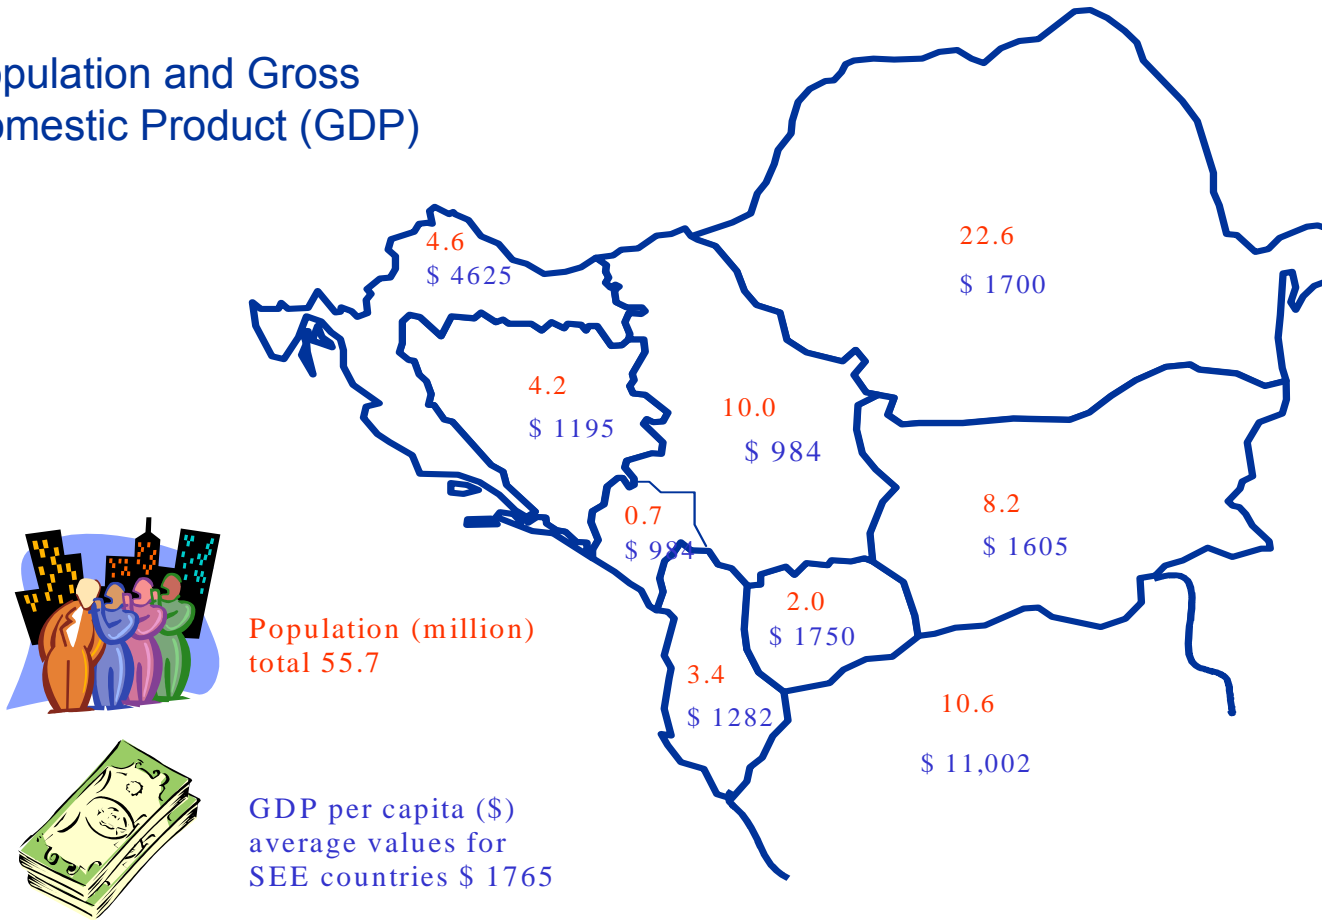 opulation and Gross
omestic Product (GDP)
4.6
$ 4625
22.6
$ 1700
4.2
$ 1195
10.0
$ 984
0.7
$ 984
8.2
$ 1605
2.0
$ 1750
3.4
$ 1282
10.6
$ 11,002
Population (million)
total 55.7
GDP per capita ($)
average values for
SEE countries $ 1765